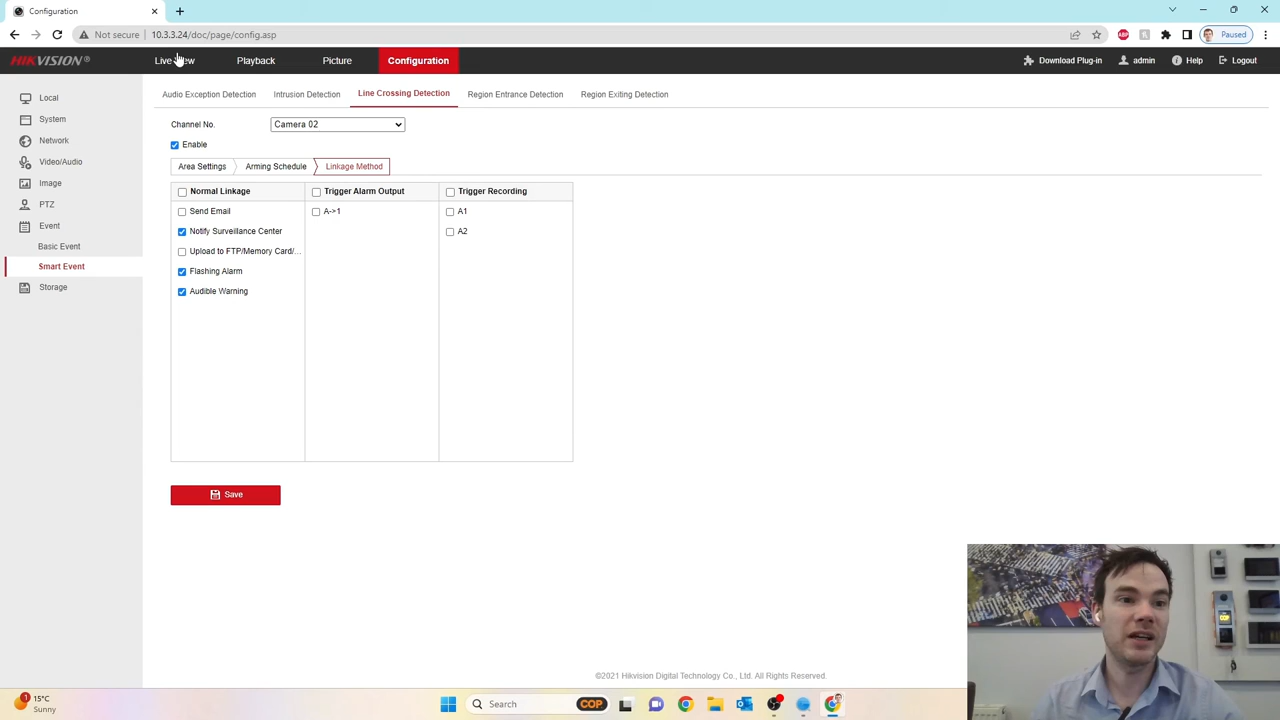 Configuration
Not secure 10.3.3.24/doc/page/config.asp
ABP
Paused
HIKVISION® Live View Playback Picture Configuration Download Plug-in admin Help Logout
Local
System
Network
Video/Audio
Image
PTZ
Event
Basic Event
Smart Event
Storage
Audio Exception Detection Intrusion Detection Line Crossing Detection Region Entrance Detection Region Exiting Detection
Channel No. Camera 02
Enable
Area Settings Arming Schedule Linkage Method
Normal Linkage Trigger Alarm Output Trigger Recording
Send Email A->1 A1
Notify Surveillance Center A2
Upload to FTP/Memory Card/...
Flashing Alarm
Audible Warning
Save
©2021 Hikvision Digital Technology Co., Ltd. All Rights Reserved.
1 15°C
Sunny
Search COP